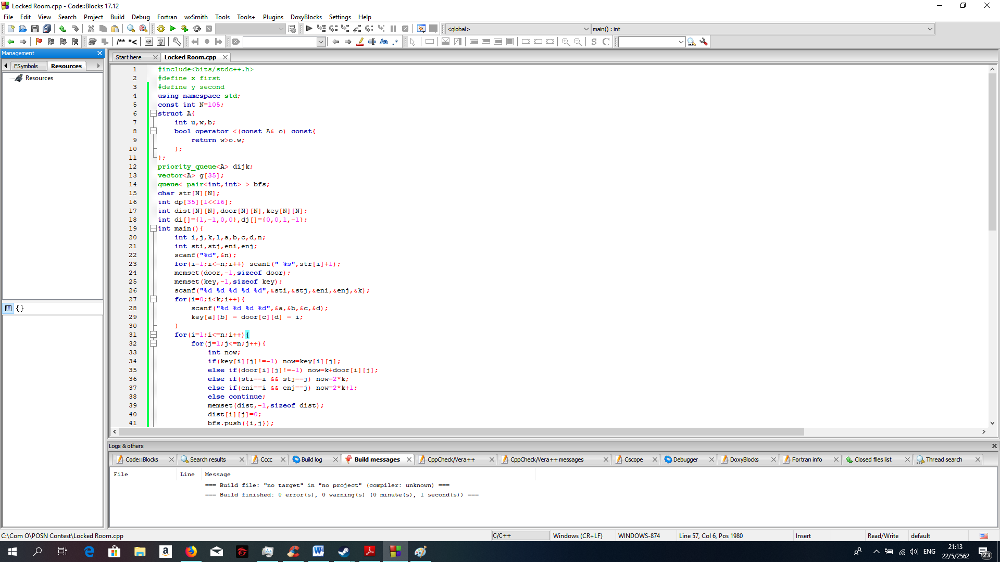 Locked Room.cpp - Code::Blocks 17.12
File Edit View Search Project Build Debug Fortran wxSmith Tools Tools+ Plugins DoxyBlocks Settings Help
<global> main() : int
/** *<
S C
Management
Start here Locked Room.cpp
FSymbols Resources
Resources
{}
1 #include<bits/stdc++.h>
2 #define x first
3 #define y second
4 using namespace std;
5 const int N=105;
6 struct A{
7 int u,w,b;
8 bool operator <(const A& o) const{
9 return w>o.w;
10 };
11 };
12 priority_queue<A> dijk;
13 vector<A> g[35];
14 queue< pair<int,int> > bfs;
15 char str[N][N];
16 int dp[35][1<<16];
17 int dist[N][N],door[N][N],key[N][N];
18 int di[]={1,-1,0,0},dj[]={0,0,1,-1};
19 int main(){
20 int i,j,k,l,a,b,c,d,n;
21 int sti,stj,eni,enj;
22 scanf("%d",&n);
23 for(i=1;i<=n;i++) scanf(" %s",str[i]+1);
24 memset(door,-1,sizeof door);
25 memset(key,-1,sizeof key);
26 scanf("%d %d %d %d %d",&sti,&stj,&eni,&enj,&k);
27 for(i=0;i<k;i++){
28 scanf("%d %d %d %d",&a,&b,&c,&d);
29 key[a][b] = door[c][d] = i;
30 }
31 for(i=1;i<=n;i++){
32 for(j=1;j<=n;j++){
33 int now;
34 if(key[i][j]!=-1) now=key[i][j];
35 else if(door[i][j]!=-1) now=k+door[i][j];
36 else if(sti==i && stj==j) now=2*k;
37 else if(eni==i && enj==j) now=2*k+1;
38 else continue;
39 memset(dist,-1,sizeof dist);
40 dist[i][j]=0;
41 bfs.push({i,j});
Logs & others
Code::Blocks Search results Cccc Build log Build messages CppCheck/Vera++ CppCheck/Vera++ messages Cscope Debugger DoxyBlocks Fortran info Closed files list Thread search
File Line Message
=== Build file: "no target" in "no project" (compiler: unknown) ===
=== Build finished: 0 error(s), 0 warning(s) (0 minute(s), 1 second(s)) ===
C:\Com O\POSN Contest\Locked Room.cpp C/C++ Windows (CR+LF) WINDOWS-874 Line 57, Col 6, Pos 1980 Insert Read/Write default
ENG 21:13
22/5/2562 23